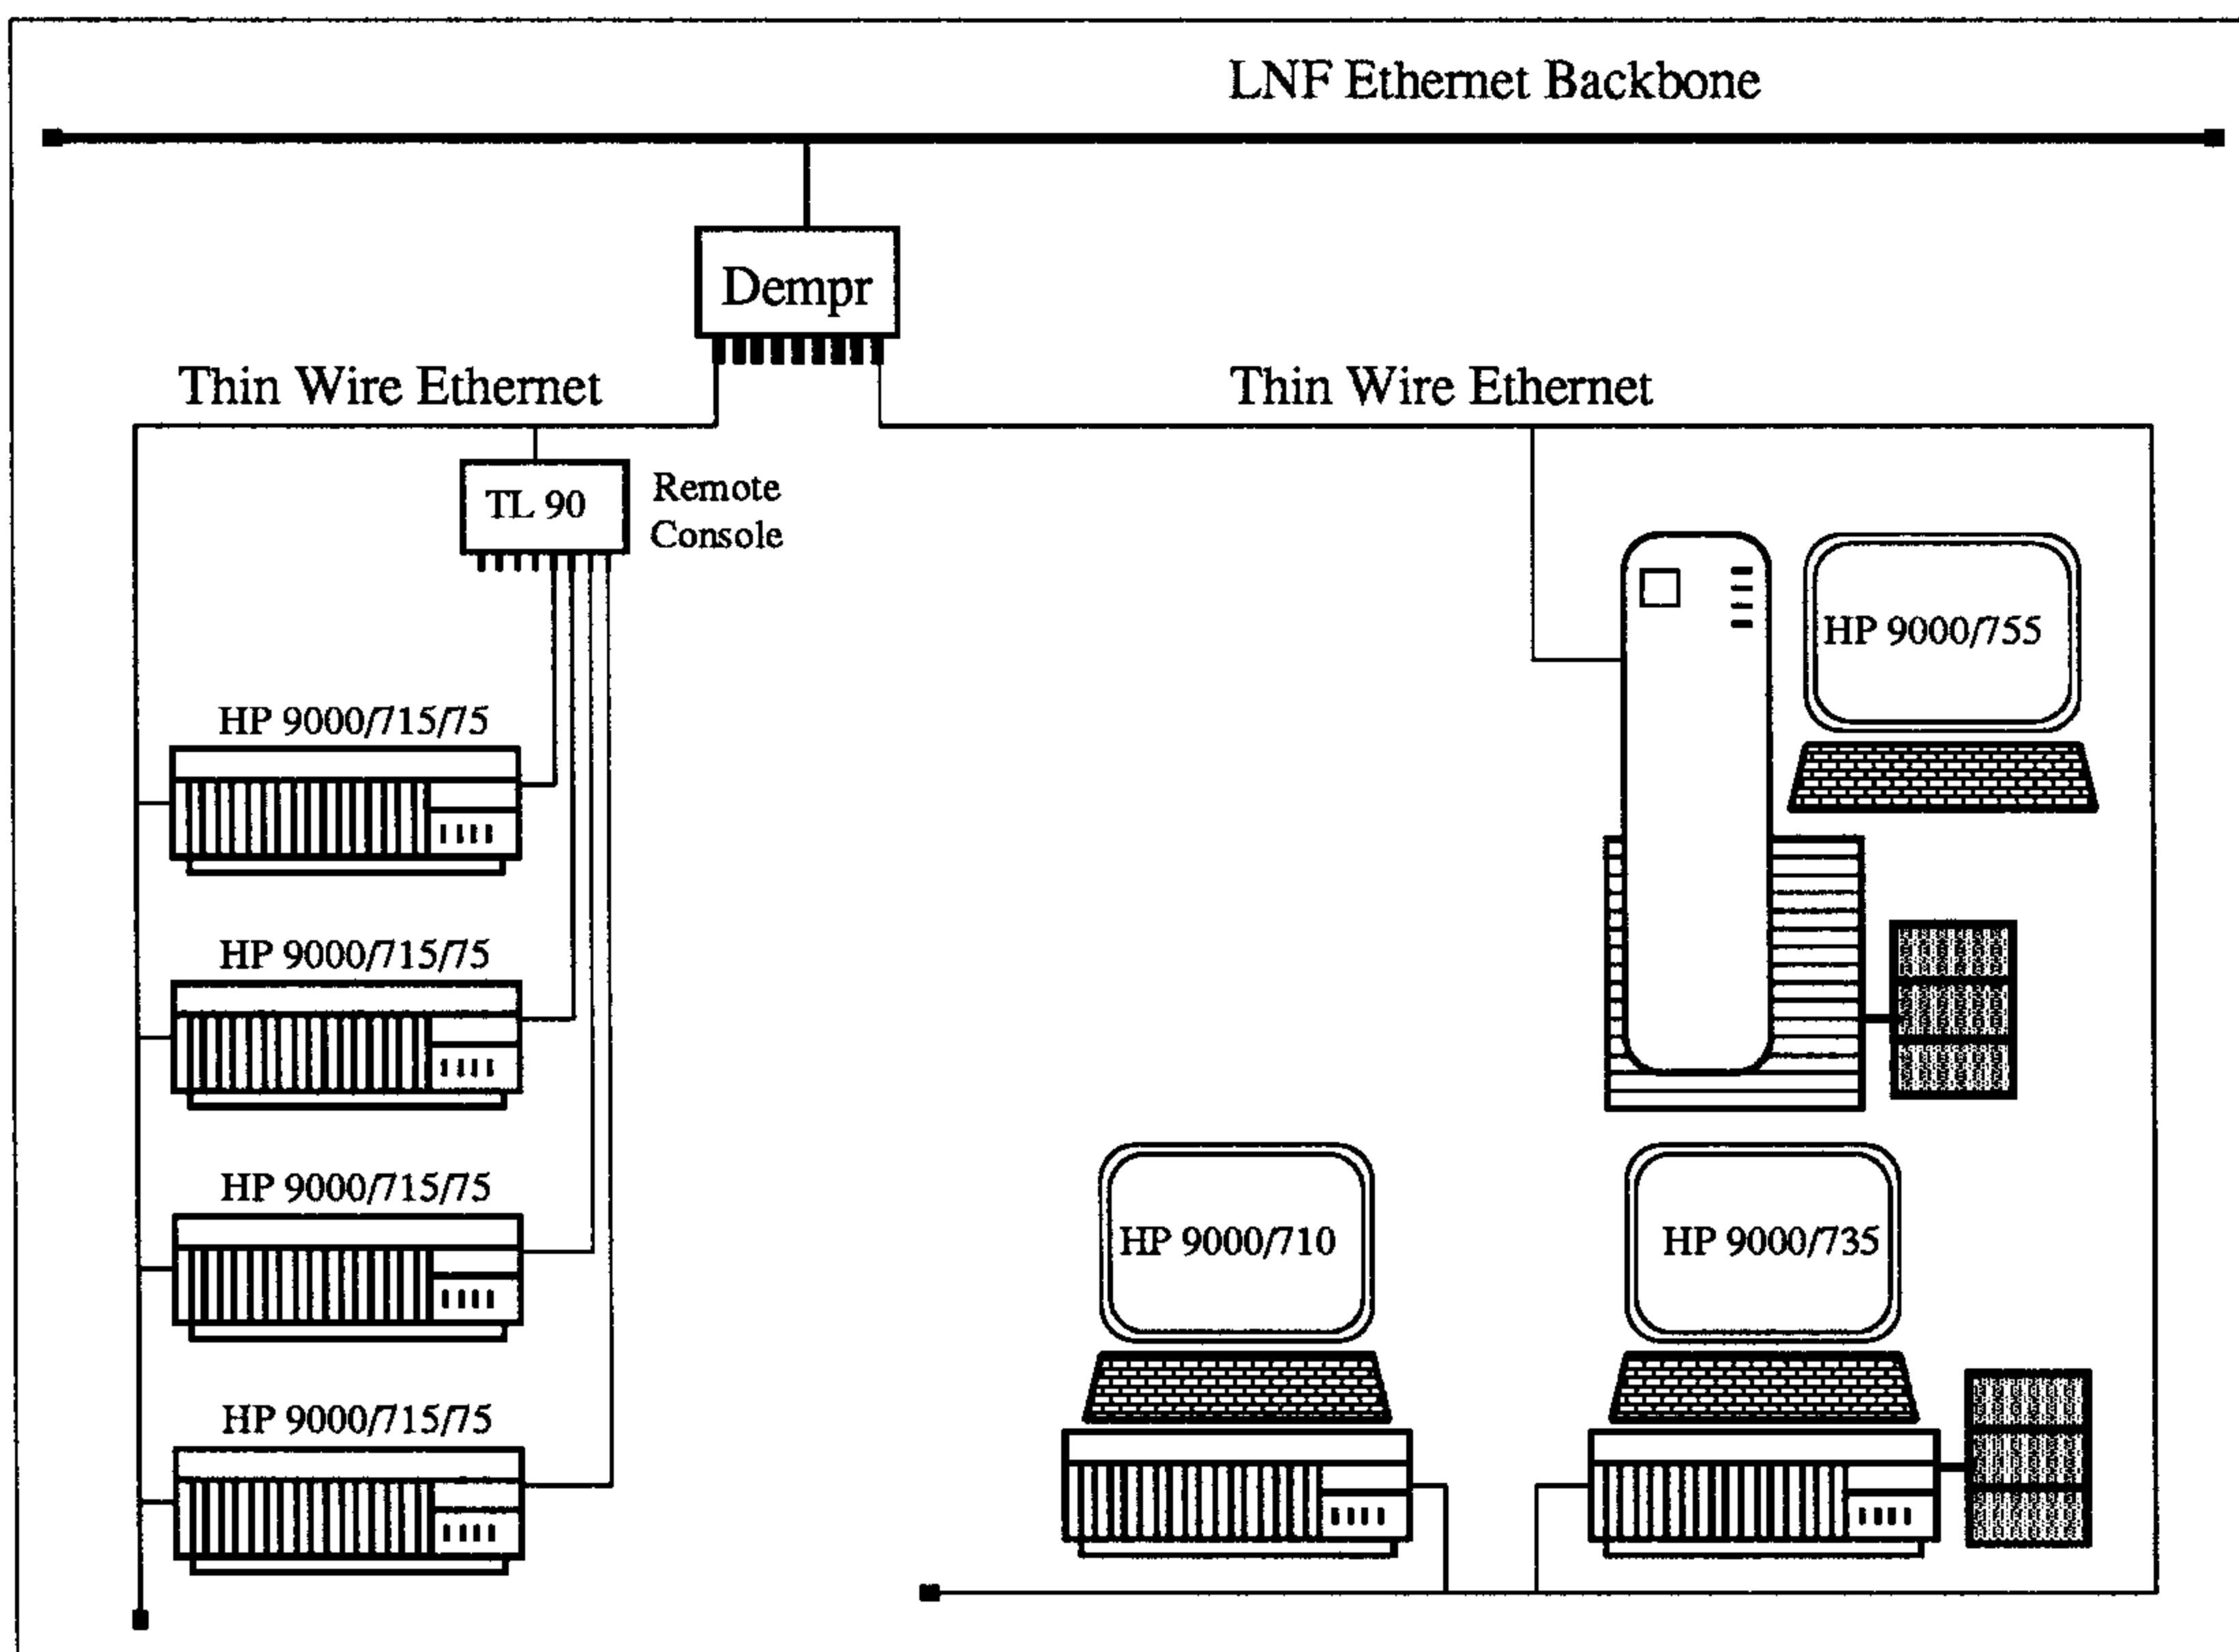 LNF Ethernet Backbone
Dempr
Thin Wire Ethernet
Thin Wire Ethernet
TL 90
Remote
Console
HP 9000/755
HP 9000/715/75
HP 9000/715/75
HP 9000/715/75
HP 9000/710
HP 9000/735
HP 9000/715/75